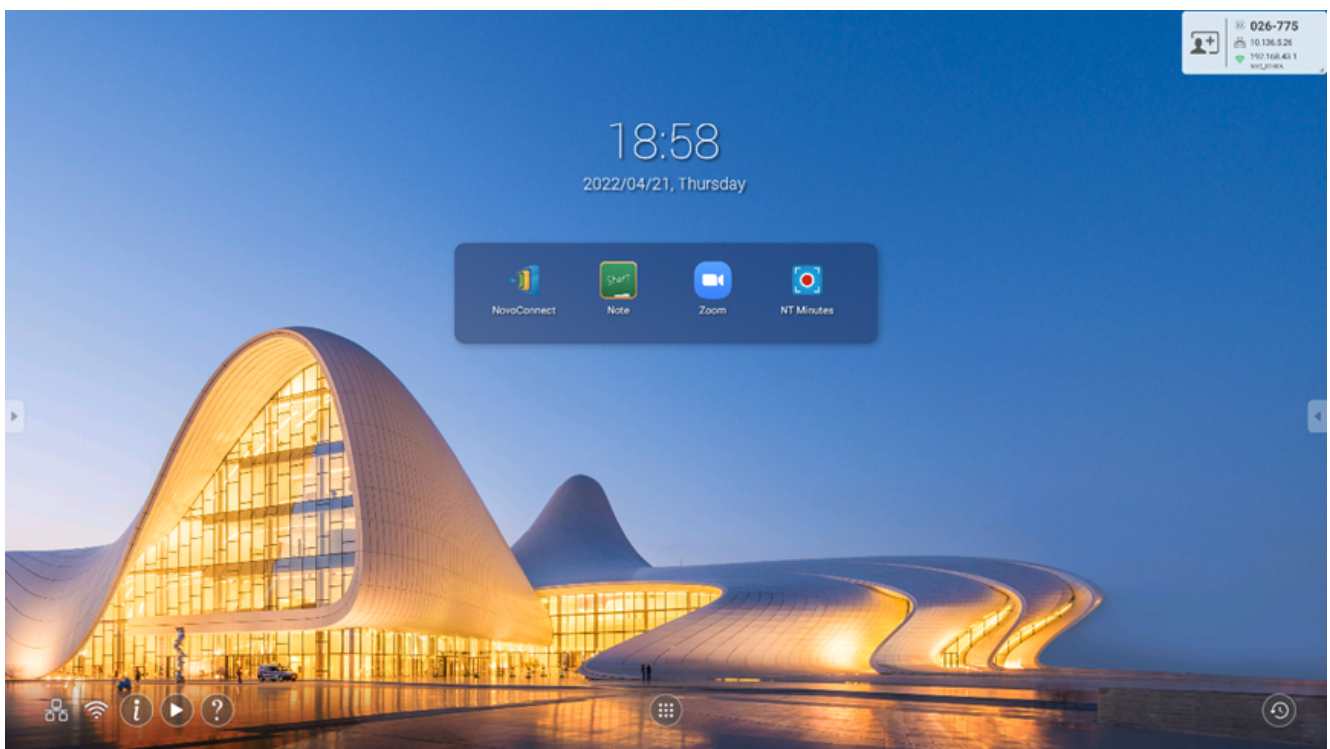 026-775
10.136.5.26
192.168.43.1
18:58
2022/04/21, Thursday
NovoConnect
Note
Zoom
NT Minutes